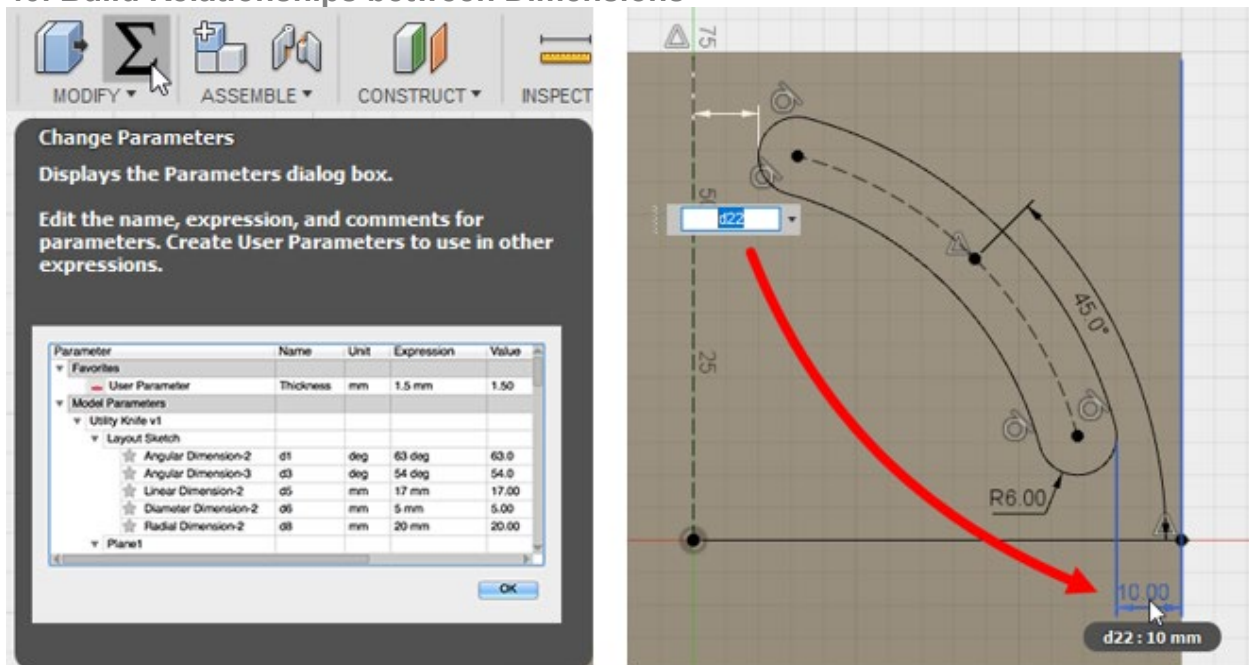 10. Build Relationships between Dimensions
MODIFY ▾ ASSEMBLE ▾ CONSTRUCT ▾ INSPECT
Change Parameters
Displays the Parameters dialog box.
Edit the name, expression, and comments for
parameters. Create User Parameters to use in other
expressions.
Parameter Name Unit Expression Value
Favorites
User Parameter Thickness mm 1.5 mm 1.50
Model Parameters
Utility Knife v1
Layout Sketch
Angular Dimension-2 d1 deg 63 deg 63.0
Angular Dimension-3 d3 deg 54 deg 54.0
Linear Dimension-2 d5 mm 17 mm 17.00
Diameter Dimension-2 d6 mm 5 mm 5.00
Radial Dimension-2 d8 mm 20 mm 20.00
Plane1
OK
75
d22
45.0°
25
R6.00
10.00
d22 : 10 mm